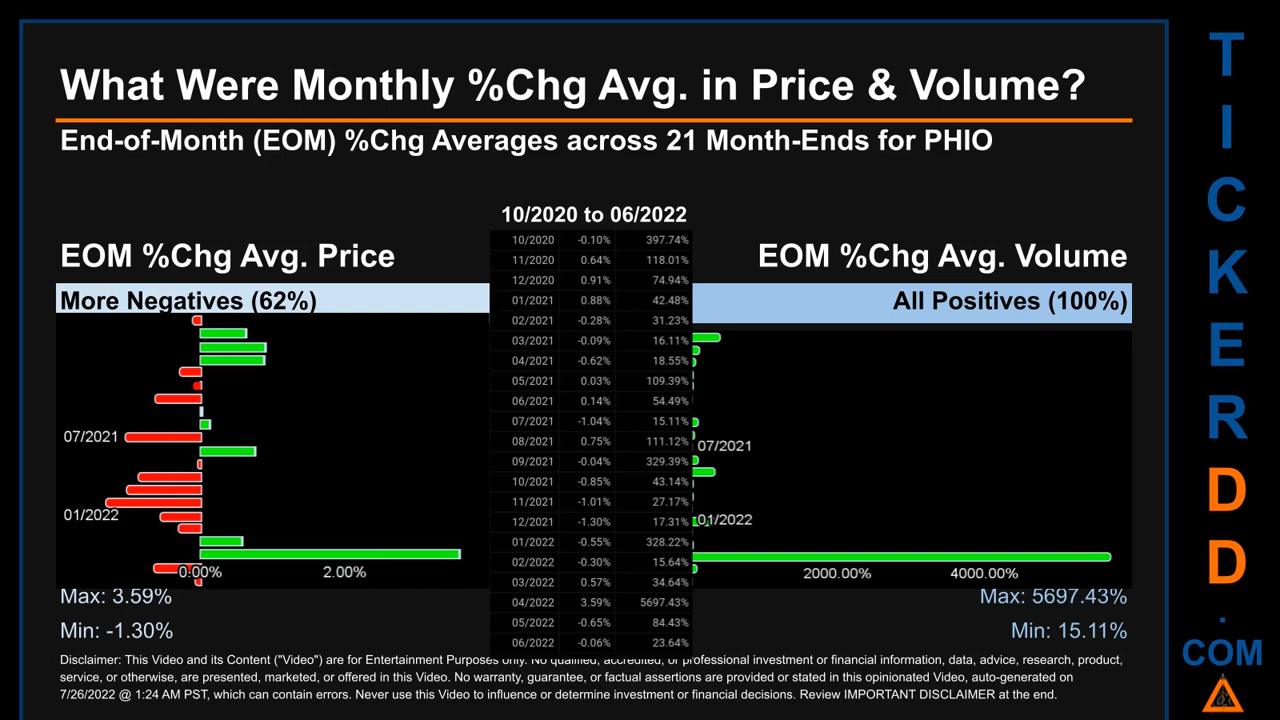 What Were Monthly %Chg Avg. in Price & Volume?
End-of-Month (EOM) %Chg Averages across 21 Month-Ends for PHIO
10/2020 to 06/2022
EOM %Chg Avg. Price
EOM %Chg Avg. Volume
More Negatives (62%)
All Positives (100%)
10/2020 -0.10% 397.74%
11/2020 0.64% 118.01%
12/2020 0.91% 74.94%
01/2021 0.88% 42.48%
02/2021 -0.28% 31.23%
03/2021 -0.09% 16.11%
04/2021 -0.62% 18.55%
05/2021 0.03% 109.39%
06/2021 0.14% 54.49%
07/2021 -1.04% 15.11%
08/2021 0.75% 111.12%
09/2021 -0.04% 329.39%
10/2021 -0.85% 43.14%
11/2021 -1.01% 27.17%
12/2021 -1.30% 17.31%
01/2022 -0.55% 328.22%
02/2022 -0.30% 15.64%
03/2022 0.57% 34.64%
04/2022 3.59% 5697.43%
05/2022 -0.65% 84.43%
06/2022 -0.06% 23.64%
07/2021
01/2022
0.00% 2.00%
07/2021
01/2022
2000.00% 4000.00%
Max: 3.59%
Min: -1.30%
Max: 5697.43%
Min: 15.11%
Disclaimer: This Video and its Content ("Video") are for Entertainment Purposes only. No qualified, accredited, or professional investment or financial information, data, advice, research, product,
service, or otherwise, are presented, marketed, or offered in this Video. No warranty, guarantee, or factual assertions are provided or stated in this opinionated Video, auto-generated on
7/26/2022 @ 1:24 AM PST, which can contain errors. Never use this Video to influence or determine investment or financial decisions. Review IMPORTANT DISCLAIMER at the end.
T
I
C
K
E
R
D
D
.
COM